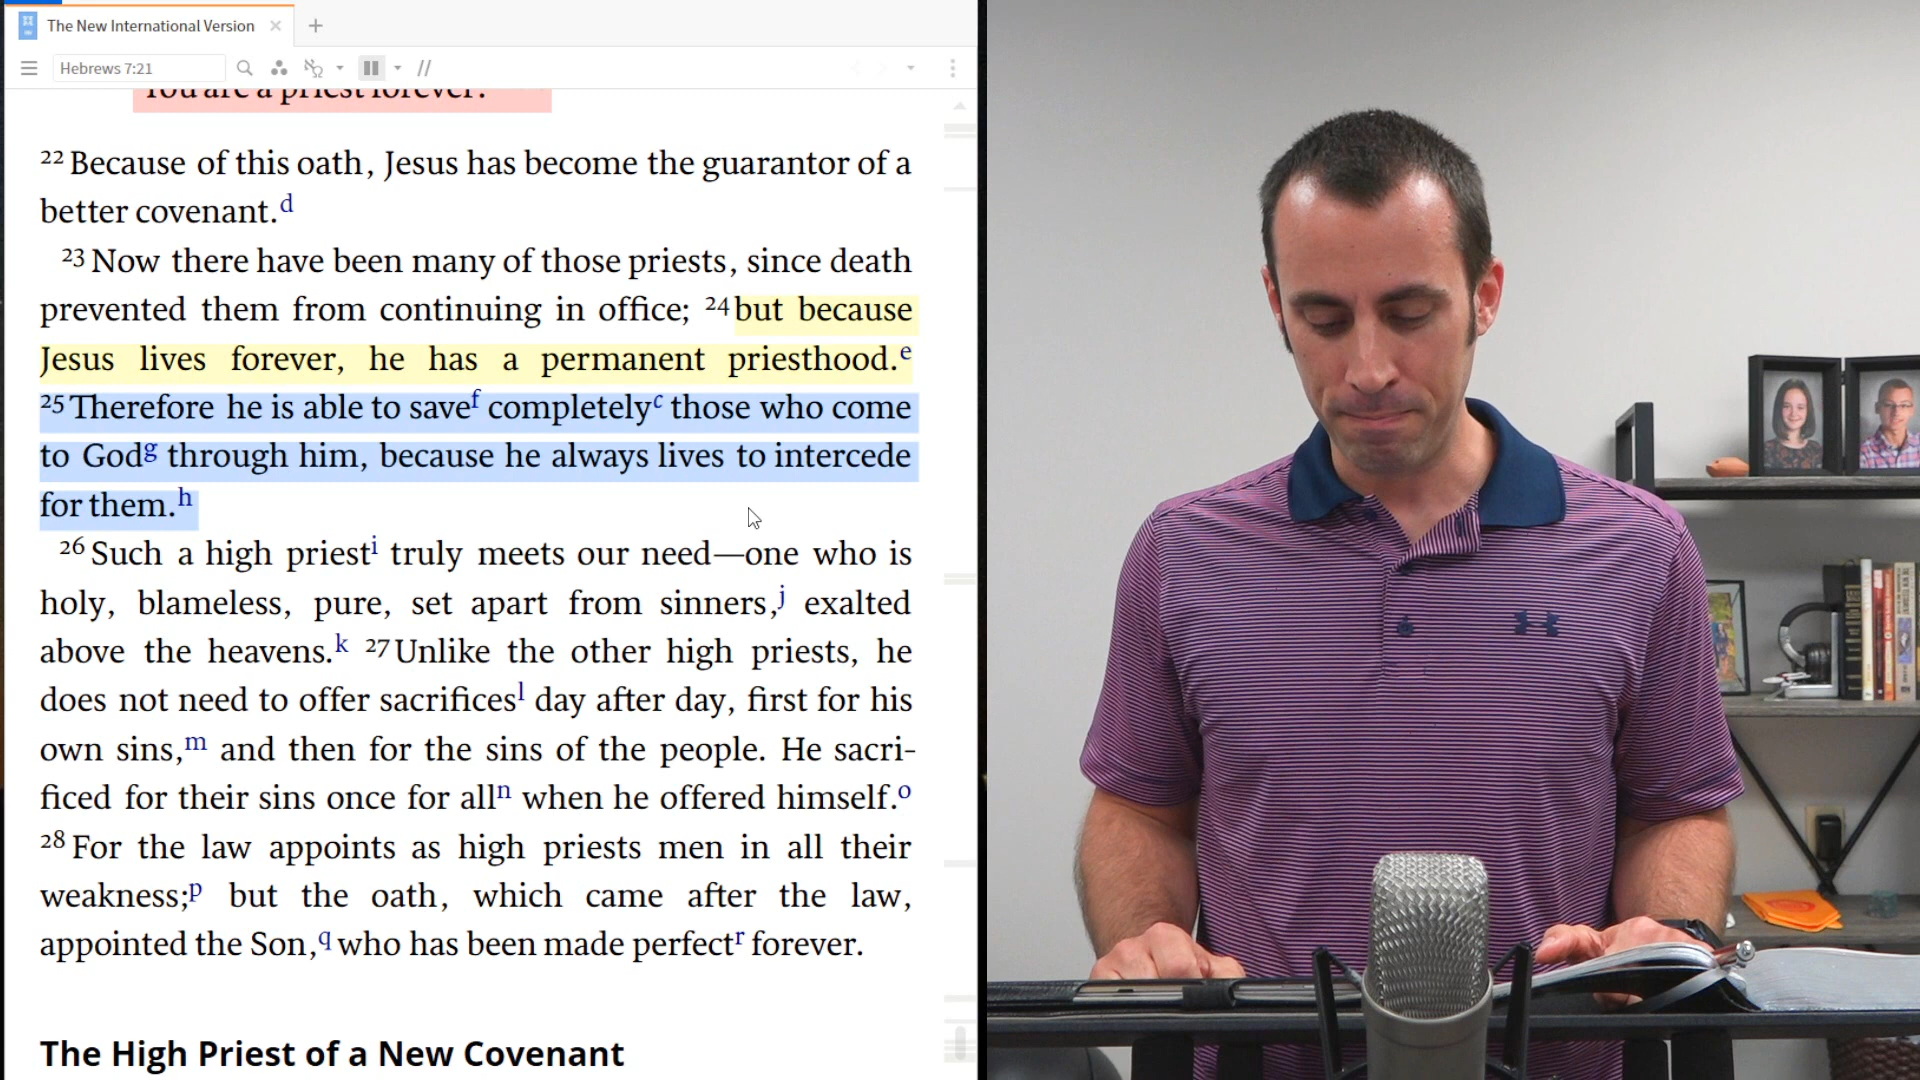 The New International Version
Hebrews 7:21
You are a priest forever.'
22 Because of this oath, Jesus has become the guarantor of a
better covenant.d
23 Now there have been many of those priests, since death
prevented them from continuing in office; 24 but because
Jesus lives forever, he has a permanent priesthood.e
25 Therefore he is able to savef completelyc those who come
to Godg through him, because he always lives to intercede
for them.h
26 Such a high priesti truly meets our need—one who is
holy, blameless, pure, set apart from sinners,j exalted
above the heavens.k 27 Unlike the other high priests, he
does not need to offer sacrificesl day after day, first for his
own sins,m and then for the sins of the people. He sacri-
ficed for their sins once for alln when he offered himself.o
28 For the law appoints as high priests men in all their
weakness;p but the oath, which came after the law,
appointed the Son,q who has been made perfectr forever.
The High Priest of a New Covenant